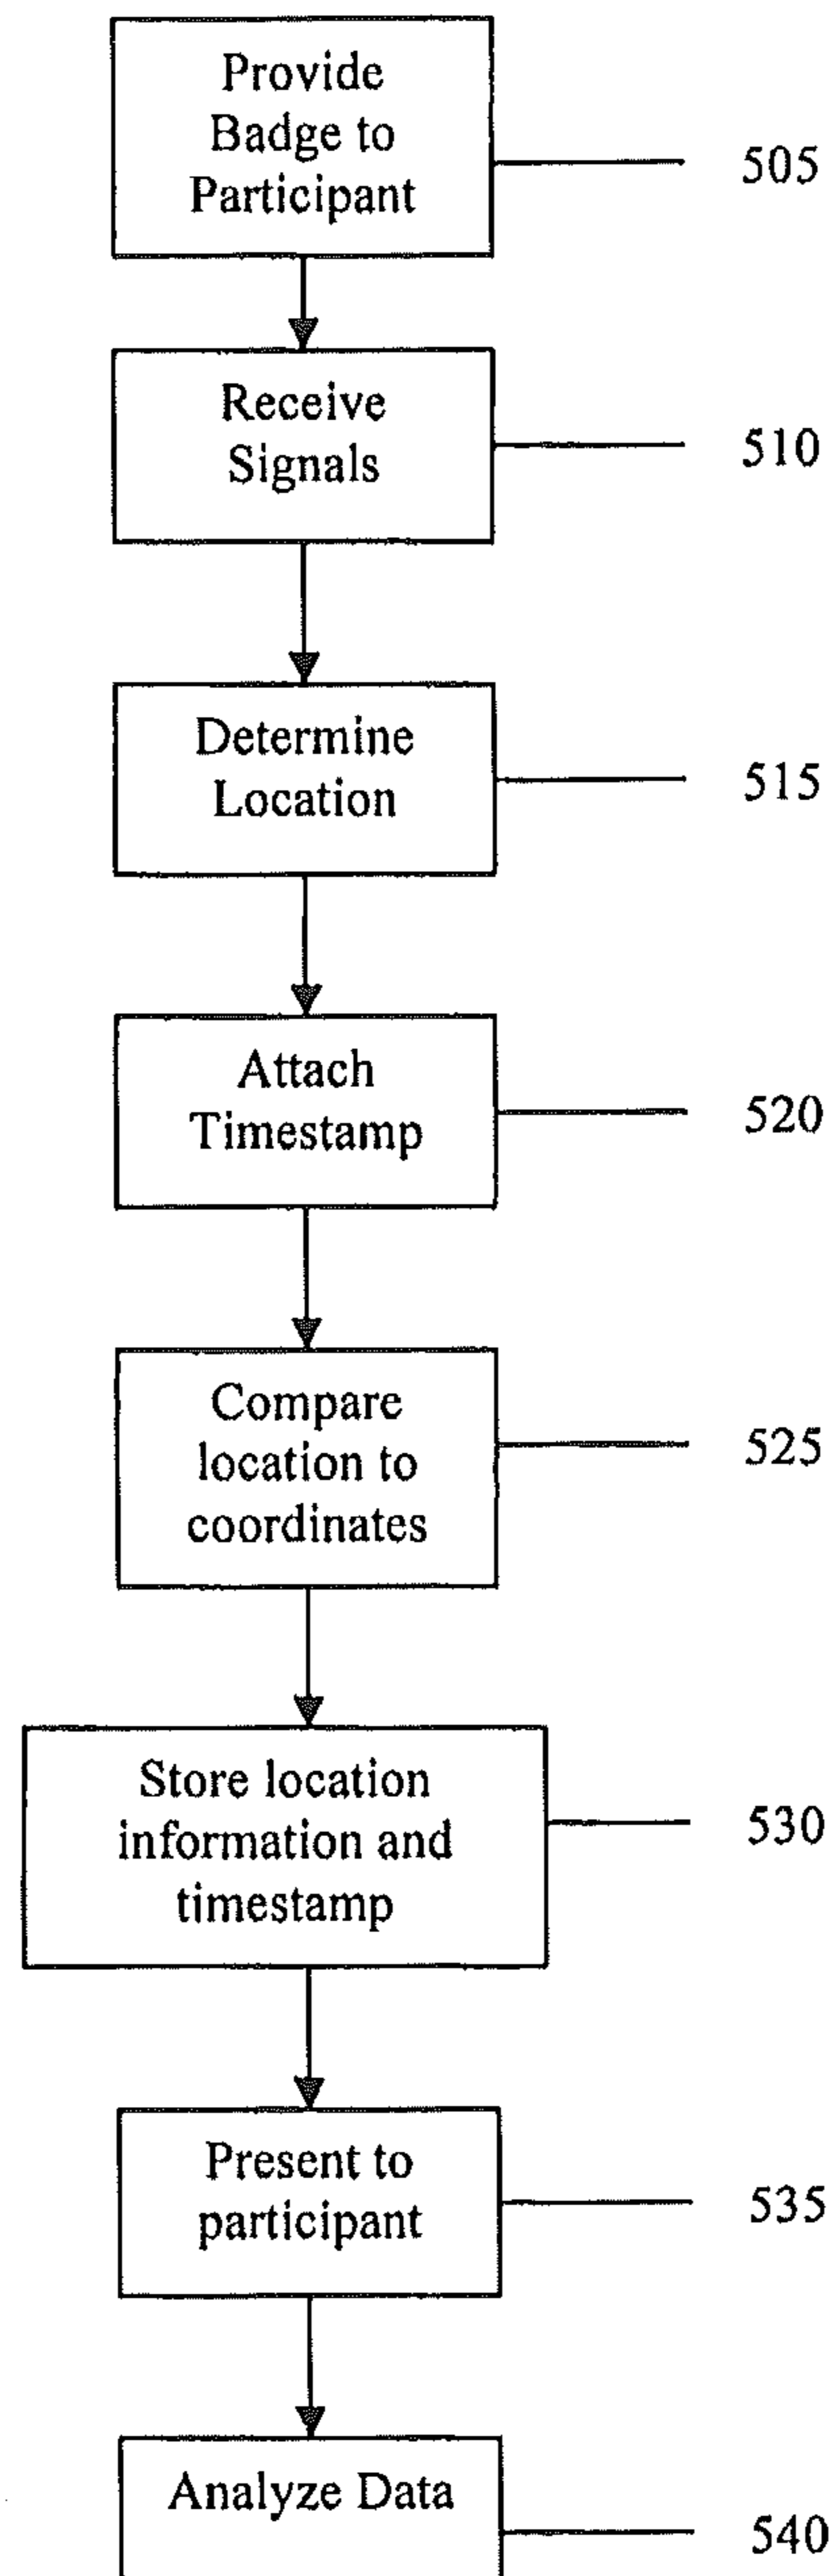 Provide
Badge to
Participant
505
Receive
Signals
510
Determine
Location
515
Attach
Timestamp
520
Compare
location to
coordinates
525
Store location
information and
timestamp
530
Present to
participant
535
Analyze Data
540